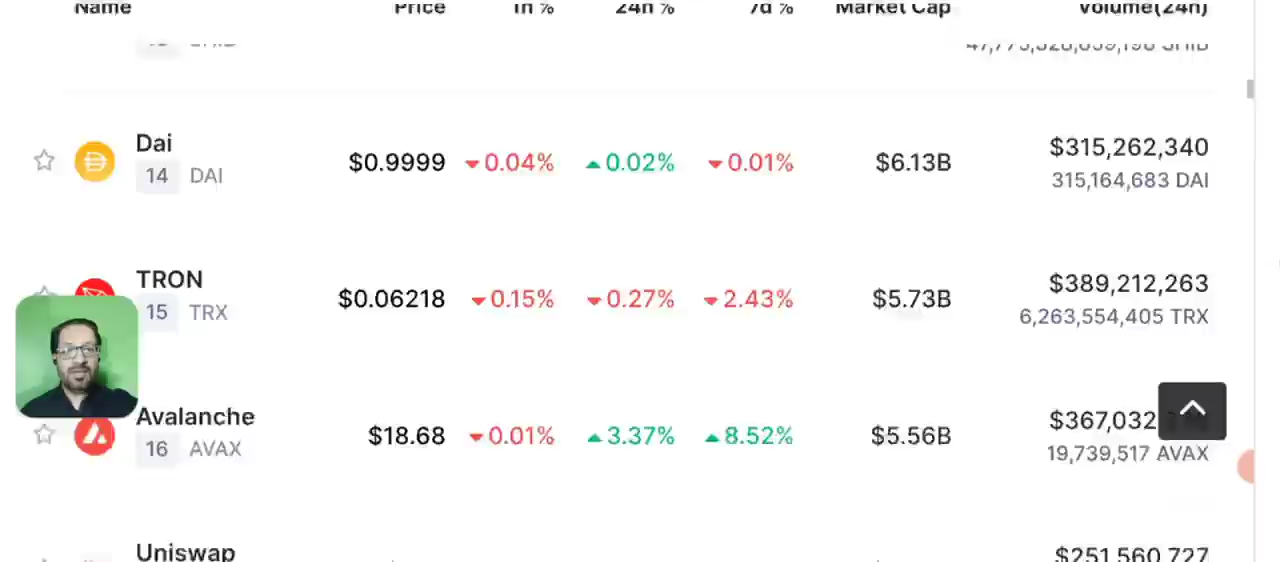 Name Price 1h % 24h % 7d % Market Cap Volume(24h)
Dai
14 DAI $0.9999 0.04% 0.02% 0.01% $6.13B $315,262,340
315,164,683 DAI
TRON
15 TRX $0.06218 0.15% 0.27% 2.43% $5.73B $389,212,263
6,263,554,405 TRX
Avalanche
16 AVAX $18.68 0.01% 3.37% 8.52% $5.56B $367,032
19,739,517 AVAX
Uniswap $251,560,727